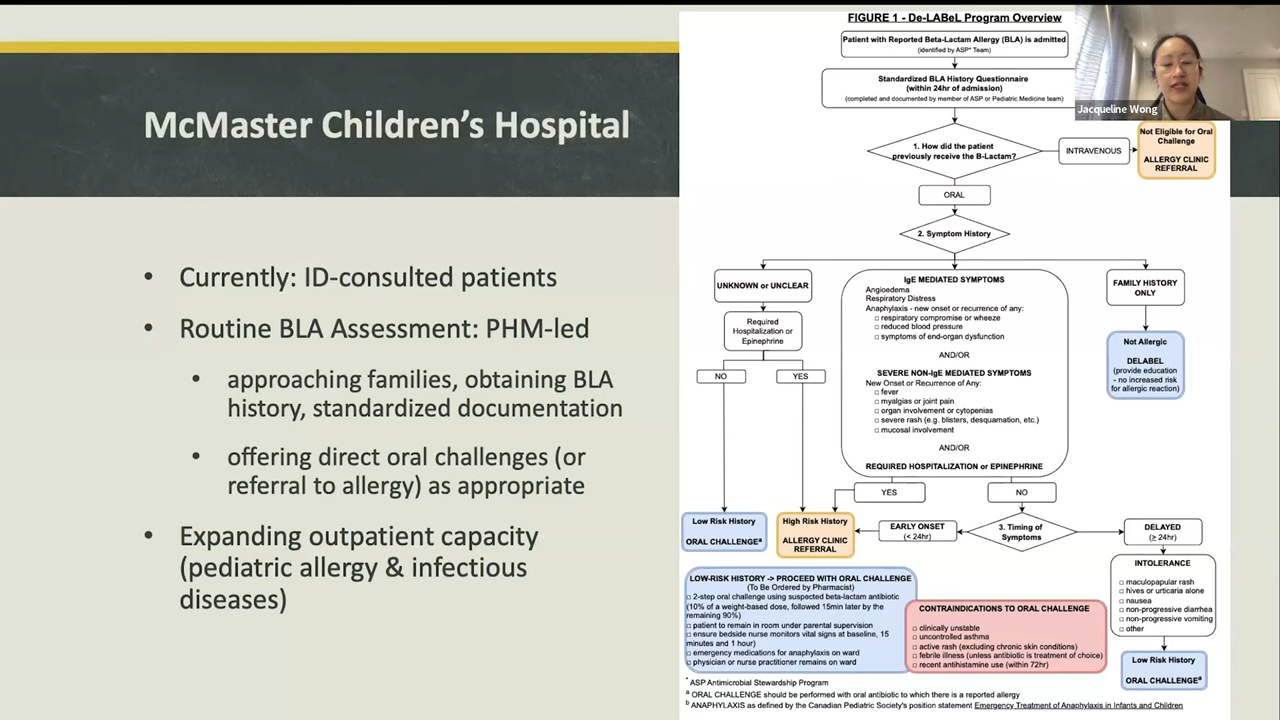 McMaster Children's Hospital
• Currently: ID-consulted patients
• Routine BLA Assessment: PHM-led
• approaching families, obtaining BLA
history, standardized documentation
• offering direct oral challenges (or
referral to allergy) as appropriate
• Expanding outpatient capacity
(pediatric allergy & infectious
diseases)
FIGURE 1 - De-LABeL Program Overview
Patient with Reported Beta-Lactam Allergy (BLA) is admitted
(identified by ASP* Team)
Standardized BLA History Questionnaire
(within 24hr of admission)
(completed and documented by member of ASP or Pediatric Medicine team)
Jacqueline Wong
1. How did the patient
previously receive the B-Lactam?
INTRAVENOUS
Not Eligible for Oral
Challenge
ALLERGY CLINIC
REFERRAL
ORAL
2. Symptom History
UNKNOWN or UNCLEAR
Required
Hospitalization or
Epinephrine
NO
YES
IgE MEDIATED SYMPTOMS
Angioedema
Respiratory Distress
Anaphylaxis - new onset or recurrence of any:
□ respiratory compromise or wheeze
□ reduced blood pressure
□ symptoms of end-organ dysfunction
AND/OR
SEVERE NON-IgE MEDIATED SYMPTOMS
New Onset or Recurrence of Any:
□ fever
□ myalgias or joint pain
□ organ involvement or cytopenias
□ severe rash (e.g. blisters, desquamation, etc.)
□ mucosal involvement
AND/OR
REQUIRED HOSPITALIZATION or EPINEPHRINE
FAMILY HISTORY
ONLY
Not Allergic
DELABEL
(provide education
- no increased risk
for allergic reaction)
YES
NO
Low Risk History
ORAL CHALLENGEᵃ
High Risk History
ALLERGY CLINIC
REFERRAL
EARLY ONSET
(< 24hr)
3. Timing of
Symptoms
DELAYED
(≥ 24hr)
INTOLERANCE
□ maculopapular rash
□ hives or urticaria alone
□ nausea
□ non-progressive diarrhea
□ non-progressive vomiting
□ other
Low Risk History
ORAL CHALLENGEᵃ
LOW-RISK HISTORY -> PROCEED WITH ORAL CHALLENGE
(To Be Ordered by Pharmacist)
□ 2-step oral challenge using suspected beta-lactam antibiotic
(10% of a weight-based dose, followed 15min later by the
remaining 90%)
□ patient to remain in room under parental supervision
□ ensure bedside nurse monitors vital signs at baseline, 15
minutes and 1 hour)
□ emergency medications for anaphylaxis on ward
□ physician or nurse practitioner remains on ward
CONTRAINDICATIONS TO ORAL CHALLENGE
□ clinically unstable
□ uncontrolled asthma
□ active rash (excluding chronic skin conditions)
□ febrile illness (unless antibiotic is treatment of choice)
□ recent antihistamine use (within 72hr)
* ASP Antimicrobial Stewardship Program
ᵃ ORAL CHALLENGE should be performed with oral antibiotic to which there is a reported allergy
ᵇ ANAPHYLAXIS as defined by the Canadian Pediatric Society's position statement Emergency Treatment of Anaphylaxis in Infants and Children